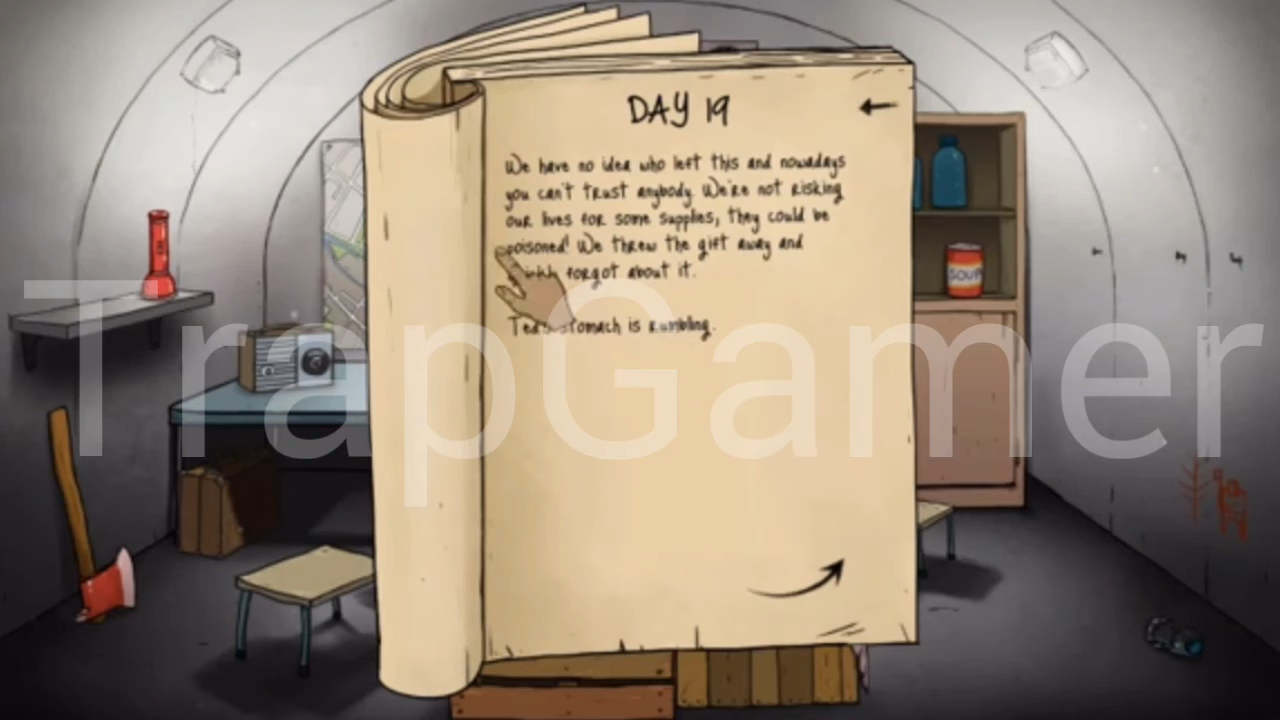 DAY 19
We have no idea who left this and nowadays
you can't trust anybody. We're not risking
our lives for some supplies, they could be
poisoned! We threw the gift away and
forgot about it.
Ted's stomach is rumbling.
SOUP
TrapGamer